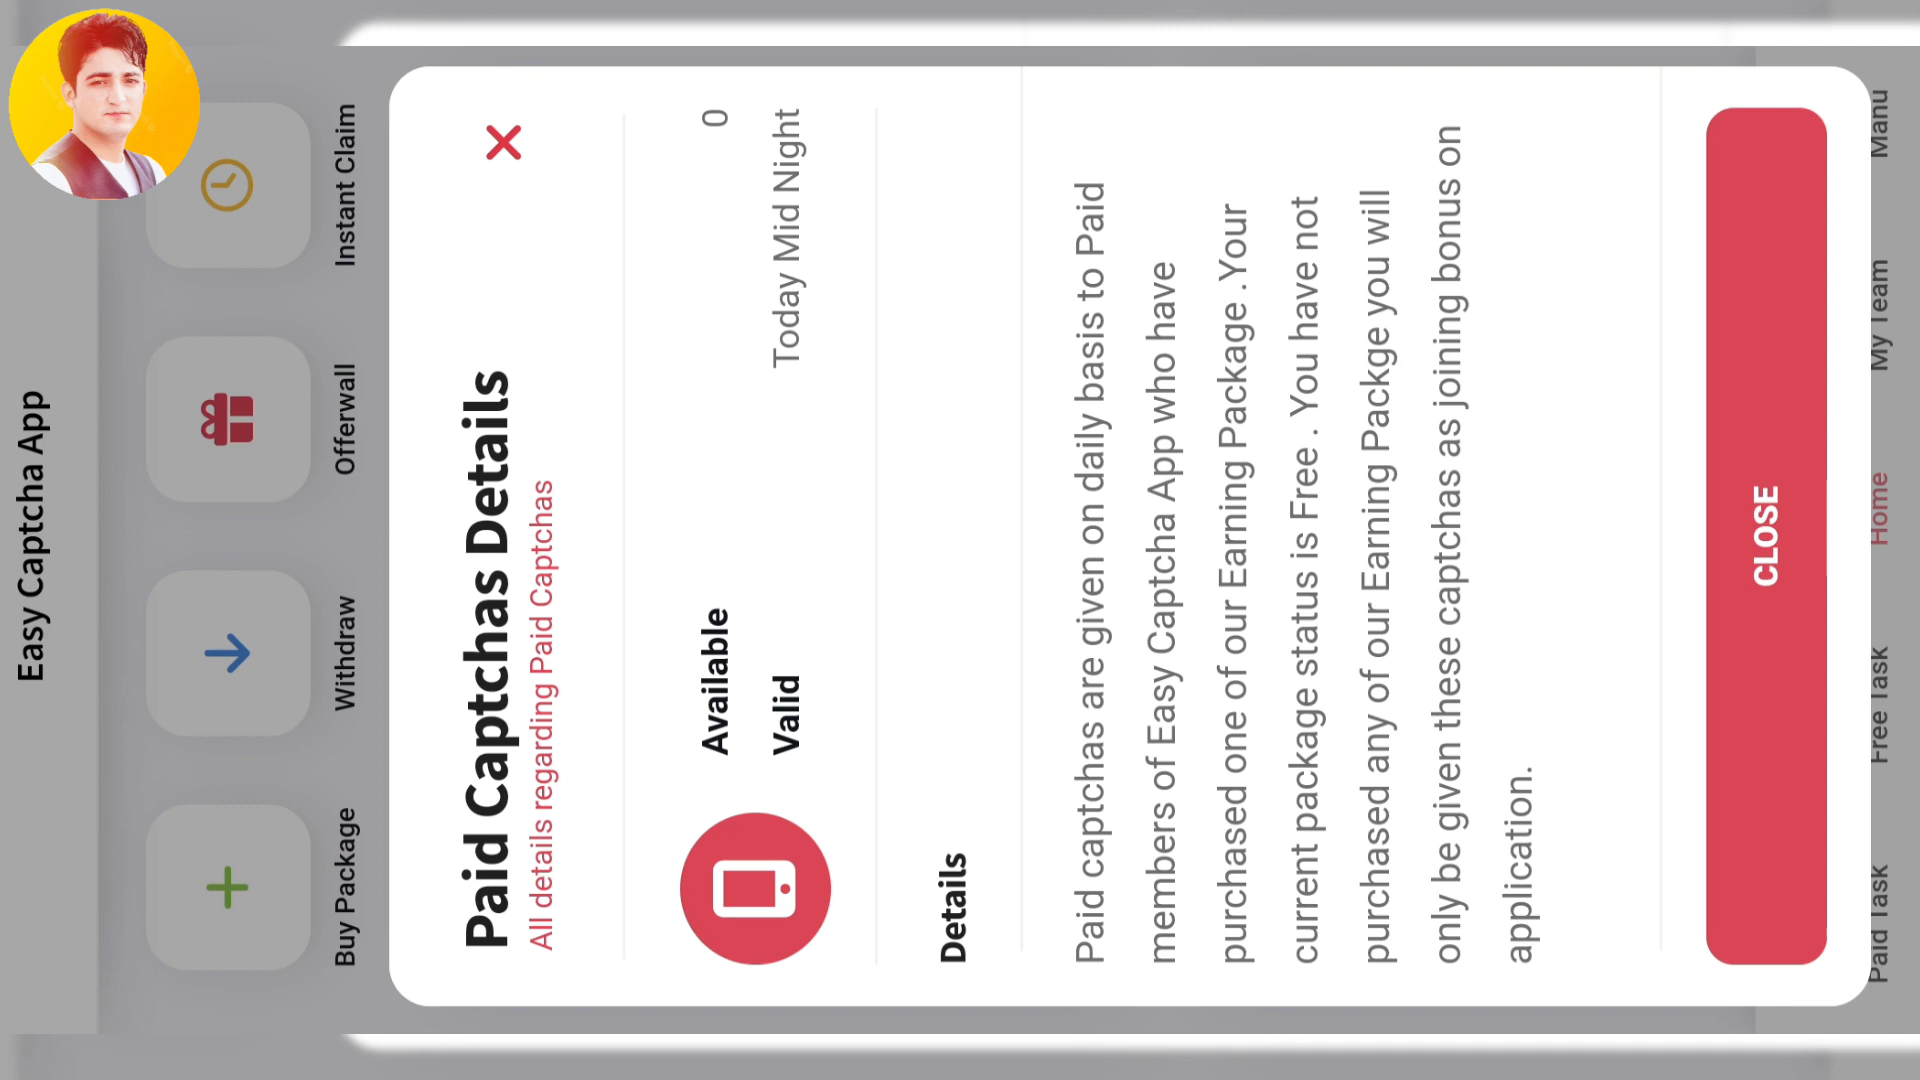 Easy Captcha App
Buy Package
Withdraw
Offerwall
Instant Claim
Paid Captchas Details
All details regarding Paid Captchas
Available 0
Valid Today Mid Night
Details
Paid captchas are given on daily basis to Paid
members of Easy Captcha App who have
purchased one of our Earning Package .Your
current package status is Free . You have not
purchased any of our Earning Packge you will
only be given these captchas as joining bonus on
application.
CLOSE
Paid Task
Free Task
Home
My Team
Manu